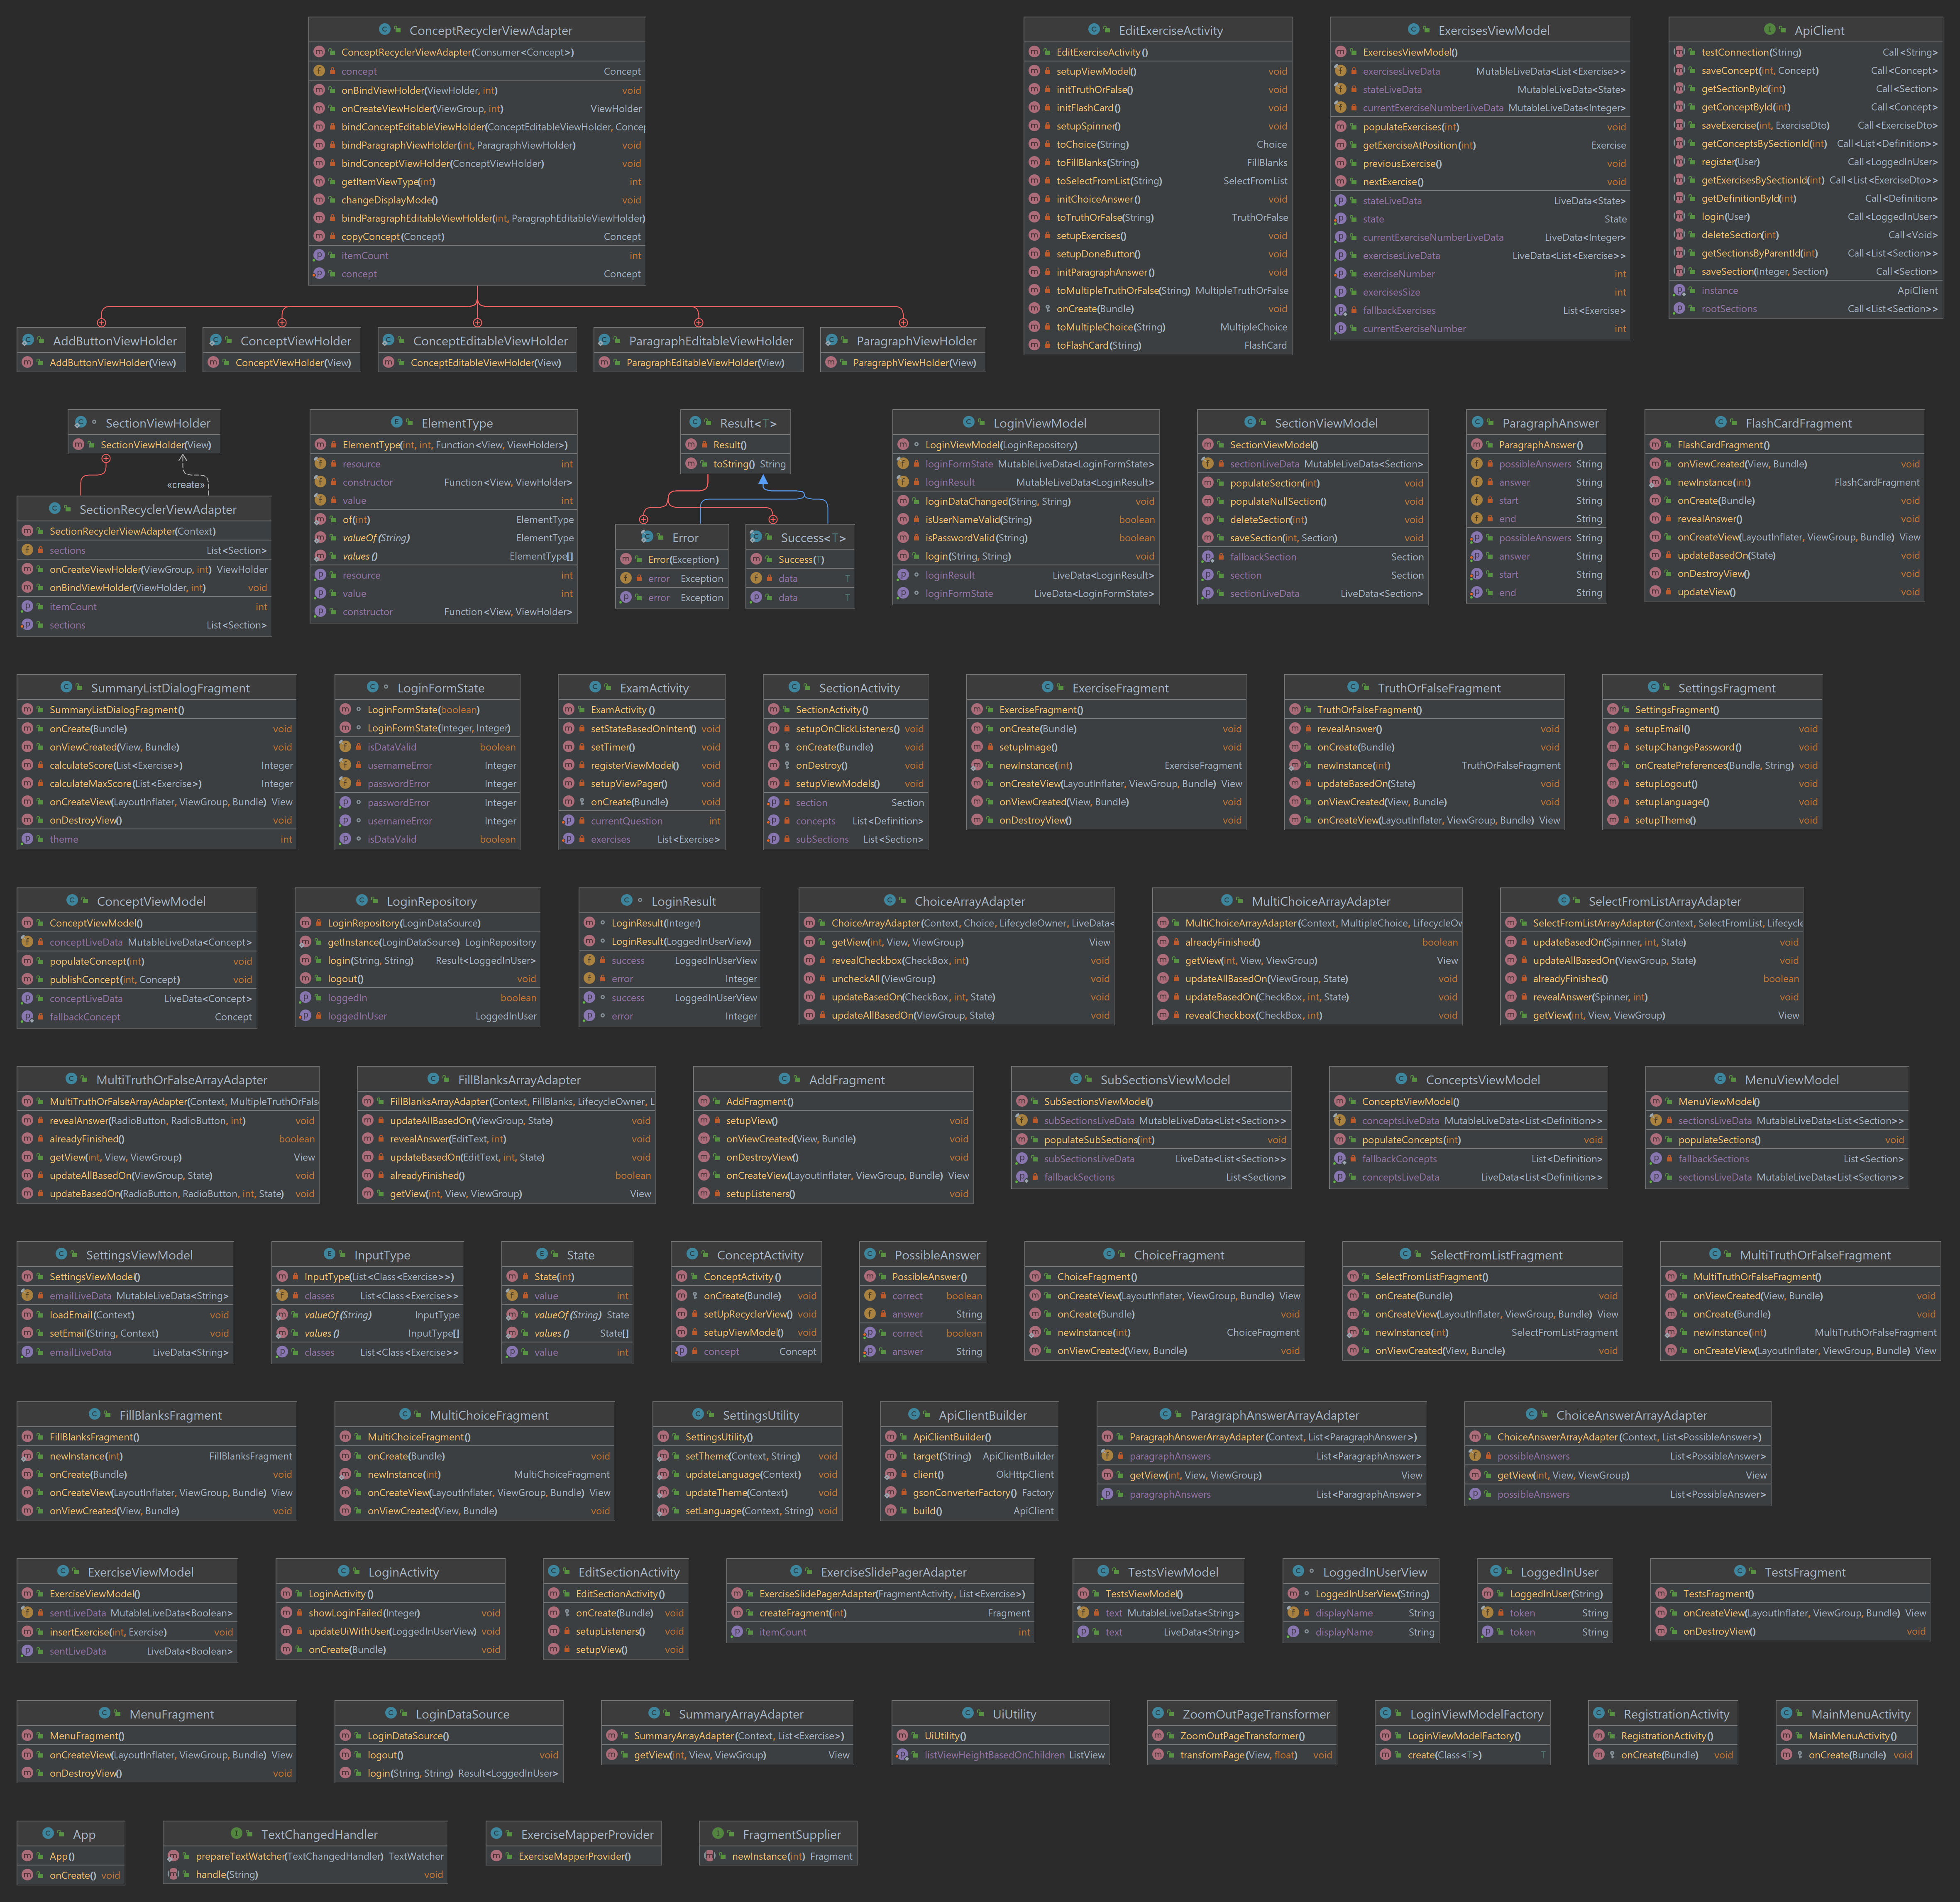 ConceptRecyclerViewAdapter
ConceptRecyclerViewAdapter(Consumer<Concept>)
concept Concept
onBindViewHolder(ViewHolder, int) void
onCreateViewHolder(ViewGroup, int) ViewHolder
bindConceptEditableViewHolder(ConceptEditableViewHolder, Concep
bindParagraphViewHolder(int, ParagraphViewHolder) void
bindConceptViewHolder(ConceptViewHolder) void
getItemViewType(int) int
changeDisplayMode() void
bindParagraphEditableViewHolder(int, ParagraphEditableViewHolder)
copyConcept(Concept) Concept
itemCount int
concept Concept
EditExerciseActivity
EditExerciseActivity()
setupViewModel() void
initTruthOrFalse() void
initFlashCard() void
setupSpinner() void
toChoice(String) Choice
toFillBlanks(String) FillBlanks
toSelectFromList(String) SelectFromList
initChoiceAnswer() void
toTruthOrFalse(String) TruthOrFalse
setupExercises() void
setupDoneButton() void
initParagraphAnswer() void
toMultipleTruthOrFalse(String) MultipleTruthOrFalse
onCreate(Bundle) void
toMultipleChoice(String) MultipleChoice
toFlashCard(String) FlashCard
ExercisesViewModel
ExercisesViewModel()
exercisesLiveData MutableLiveData<List<Exercise>>
stateLiveData MutableLiveData<State>
currentExerciseNumberLiveData MutableLiveData<Integer>
populateExercises(int) void
getExerciseAtPosition(int) Exercise
previousExercise() void
nextExercise() void
stateLiveData LiveData<State>
state State
currentExerciseNumberLiveData LiveData<Integer>
exercisesLiveData LiveData<List<Exercise>>
exerciseNumber int
exercisesSize int
fallbackExercises List<Exercise>
currentExerciseNumber int
ApiClient
testConnection(String) Call<String>
saveConcept(int, Concept) Call<Concept>
getSectionById(int) Call<Section>
getConceptById(int) Call<Concept>
saveExercise(int, ExerciseDto) Call<ExerciseDto>
getConceptsBySectionId(int) Call<List<Definition>>
register(User) Call<LoggedInUser>
getExercisesBySectionId(int) Call<List<ExerciseDto>>
getDefinitionById(int) Call<Definition>
login(User) Call<LoggedInUser>
deleteSection(int) Call<Void>
getSectionsByParentId(int) Call<List<Section>>
saveSection(Integer, Section) Call<Section>
instance ApiClient
rootSections Call<List<Section>>
AddButtonViewHolder
AddButtonViewHolder(View)
ConceptViewHolder
ConceptViewHolder(View)
ConceptEditableViewHolder
ConceptEditableViewHolder(View)
ParagraphEditableViewHolder
ParagraphEditableViewHolder(View)
ParagraphViewHolder
ParagraphViewHolder(View)
SectionViewHolder
SectionViewHolder(View)
«create»
SectionRecyclerViewAdapter
SectionRecyclerViewAdapter(Context)
sections List<Section>
onCreateViewHolder(ViewGroup, int) ViewHolder
onBindViewHolder(ViewHolder, int) void
itemCount int
sections List<Section>
ElementType
ElementType(int, int, Function<View, ViewHolder>)
resource int
constructor Function<View, ViewHolder>
value int
of(int) ElementType
valueOf(String) ElementType
values() ElementType[]
resource int
value int
constructor Function<View, ViewHolder>
Result<T>
Result()
toString() String
Error
Error(Exception)
error Exception
error Exception
Success<T>
Success(T)
data T
data T
LoginViewModel
LoginViewModel(LoginRepository)
loginFormState MutableLiveData<LoginFormState>
loginResult MutableLiveData<LoginResult>
loginDataChanged(String, String) void
isUserNameValid(String) boolean
isPasswordValid(String) boolean
login(String, String) void
loginResult LiveData<LoginResult>
loginFormState LiveData<LoginFormState>
SectionViewModel
SectionViewModel()
sectionLiveData MutableLiveData<Section>
populateSection(int) void
populateNullSection() void
deleteSection(int) void
saveSection(int, Section) void
fallbackSection Section
section Section
sectionLiveData LiveData<Section>
ParagraphAnswer
ParagraphAnswer()
possibleAnswers String
answer String
start String
end String
possibleAnswers String
answer String
start String
end String
FlashCardFragment
FlashCardFragment()
onViewCreated(View, Bundle) void
newInstance(int) FlashCardFragment
onCreate(Bundle) void
revealAnswer() void
onCreateView(LayoutInflater, ViewGroup, Bundle) View
updateBasedOn(State) void
onDestroyView() void
updateView() void
SummaryListDialogFragment
SummaryListDialogFragment()
onCreate(Bundle) void
onViewCreated(View, Bundle) void
calculateScore(List<Exercise>) Integer
calculateMaxScore(List<Exercise>) Integer
onCreateView(LayoutInflater, ViewGroup, Bundle) View
onDestroyView() void
theme int
LoginFormState
LoginFormState(boolean)
LoginFormState(Integer, Integer)
isDataValid boolean
usernameError Integer
passwordError Integer
passwordError Integer
usernameError Integer
isDataValid boolean
ExamActivity
ExamActivity()
setStateBasedOnIntent() void
setTimer() void
registerViewModel() void
setupViewPager() void
onCreate(Bundle) void
currentQuestion int
exercises List<Exercise>
SectionActivity
SectionActivity()
setupOnClickListeners() void
onCreate(Bundle) void
onDestroy() void
setupViewModels() void
section Section
concepts List<Definition>
subSections List<Section>
ExerciseFragment
ExerciseFragment()
onCreate(Bundle) void
setupImage() void
newInstance(int) ExerciseFragment
onCreateView(LayoutInflater, ViewGroup, Bundle) View
onViewCreated(View, Bundle) void
onDestroyView() void
TruthOrFalseFragment
TruthOrFalseFragment()
revealAnswer() void
onCreate(Bundle) void
newInstance(int) TruthOrFalseFragment
updateBasedOn(State) void
onViewCreated(View, Bundle) void
onCreateView(LayoutInflater, ViewGroup, Bundle) View
SettingsFragment
SettingsFragment()
setupEmail() void
setupChangePassword() void
onCreatePreferences(Bundle, String) void
setupLogout() void
setupLanguage() void
setupTheme() void
ConceptViewModel
ConceptViewModel()
conceptLiveData MutableLiveData<Concept>
populateConcept(int) void
publishConcept(int, Concept) void
conceptLiveData LiveData<Concept>
fallbackConcept Concept
LoginRepository
LoginRepository(LoginDataSource)
getInstance(LoginDataSource) LoginRepository
login(String, String) Result<LoggedInUser>
logout() void
loggedIn boolean
loggedInUser LoggedInUser
LoginResult
LoginResult(Integer)
LoginResult(LoggedInUserView)
success LoggedInUserView
error Integer
success LoggedInUserView
error Integer
ChoiceArrayAdapter
ChoiceArrayAdapter(Context, Choice, LifecycleOwner, LiveData<
getView(int, View, ViewGroup) View
revealCheckbox(CheckBox, int) void
uncheckAll(ViewGroup) void
updateBasedOn(CheckBox, int, State) void
updateAllBasedOn(ViewGroup, State) void
MultiChoiceArrayAdapter
MultiChoiceArrayAdapter(Context, MultipleChoice, LifecycleOw
alreadyFinished() boolean
getView(int, View, ViewGroup) View
updateAllBasedOn(ViewGroup, State) void
updateBasedOn(CheckBox, int, State) void
revealCheckbox(CheckBox, int) void
SelectFromListArrayAdapter
SelectFromListArrayAdapter(Context, SelectFromList, Lifecycle
updateBasedOn(Spinner, int, State) void
updateAllBasedOn(ViewGroup, State) void
alreadyFinished() boolean
revealAnswer(Spinner, int) void
getView(int, View, ViewGroup) View
MultiTruthOrFalseArrayAdapter
MultiTruthOrFalseArrayAdapter(Context, MultipleTruthOrFals
revealAnswer(RadioButton, RadioButton, int) void
alreadyFinished() boolean
getView(int, View, ViewGroup) View
updateAllBasedOn(ViewGroup, State) void
updateBasedOn(RadioButton, RadioButton, int, State) void
FillBlanksArrayAdapter
FillBlanksArrayAdapter(Context, FillBlanks, LifecycleOwner, L
updateAllBasedOn(ViewGroup, State) void
revealAnswer(EditText, int) void
updateBasedOn(EditText, int, State) void
alreadyFinished() boolean
getView(int, View, ViewGroup) View
AddFragment
AddFragment()
setupView() void
onViewCreated(View, Bundle) void
onDestroyView() void
onCreateView(LayoutInflater, ViewGroup, Bundle) View
setupListeners() void
SubSectionsViewModel
SubSectionsViewModel()
subSectionsLiveData MutableLiveData<List<Section>>
populateSubSections(int) void
subSectionsLiveData LiveData<List<Section>>
fallbackSections List<Section>
ConceptsViewModel
ConceptsViewModel()
conceptsLiveData MutableLiveData<List<Definition>>
populateConcepts(int) void
fallbackConcepts List<Definition>
conceptsLiveData LiveData<List<Definition>>
MenuViewModel
MenuViewModel()
sectionsLiveData MutableLiveData<List<Section>>
populateSections() void
fallbackSections List<Section>
sectionsLiveData MutableLiveData<List<Section>>
SettingsViewModel
SettingsViewModel()
emailLiveData MutableLiveData<String>
loadEmail(Context) void
setEmail(String, Context) void
emailLiveData LiveData<String>
InputType
InputType(List<Class<Exercise>>)
classes List<Class<Exercise>>
valueOf(String) InputType
values() InputType[]
classes List<Class<Exercise>>
State
State(int)
value int
valueOf(String) State
values() State[]
value int
ConceptActivity
ConceptActivity()
onCreate(Bundle) void
setUpRecyclerView() void
setupViewModel() void
concept Concept
PossibleAnswer
PossibleAnswer()
correct boolean
answer String
correct boolean
answer String
ChoiceFragment
ChoiceFragment()
onCreateView(LayoutInflater, ViewGroup, Bundle) View
onCreate(Bundle) void
newInstance(int) ChoiceFragment
onViewCreated(View, Bundle) void
SelectFromListFragment
SelectFromListFragment()
onCreate(Bundle) void
onCreateView(LayoutInflater, ViewGroup, Bundle) View
newInstance(int) SelectFromListFragment
onViewCreated(View, Bundle) void
MultiTruthOrFalseFragment
MultiTruthOrFalseFragment()
onViewCreated(View, Bundle) void
onCreate(Bundle) void
newInstance(int) MultiTruthOrFalseFragment
onCreateView(LayoutInflater, ViewGroup, Bundle) View
FillBlanksFragment
FillBlanksFragment()
newInstance(int) FillBlanksFragment
onCreate(Bundle) void
onCreateView(LayoutInflater, ViewGroup, Bundle) View
onViewCreated(View, Bundle) void
MultiChoiceFragment
MultiChoiceFragment()
onCreate(Bundle) void
newInstance(int) MultiChoiceFragment
onCreateView(LayoutInflater, ViewGroup, Bundle) View
onViewCreated(View, Bundle) void
SettingsUtility
SettingsUtility()
setTheme(Context, String) void
updateLanguage(Context) void
updateTheme(Context) void
setLanguage(Context, String) void
ApiClientBuilder
ApiClientBuilder()
target(String) ApiClientBuilder
client() OkHttpClient
gsonConverterFactory() Factory
build() ApiClient
ParagraphAnswerArrayAdapter
ParagraphAnswerArrayAdapter(Context, List<ParagraphAnswer>)
paragraphAnswers List<ParagraphAnswer>
getView(int, View, ViewGroup) View
paragraphAnswers List<ParagraphAnswer>
ChoiceAnswerArrayAdapter
ChoiceAnswerArrayAdapter(Context, List<PossibleAnswer>)
possibleAnswers List<PossibleAnswer>
getView(int, View, ViewGroup) View
possibleAnswers List<PossibleAnswer>
ExerciseViewModel
ExerciseViewModel()
sentLiveData MutableLiveData<Boolean>
insertExercise(int, Exercise) void
sentLiveData LiveData<Boolean>
LoginActivity
LoginActivity()
showLoginFailed(Integer) void
updateUiWithUser(LoggedInUserView) void
onCreate(Bundle) void
EditSectionActivity
EditSectionActivity()
onCreate(Bundle) void
setupListeners() void
setupView() void
ExerciseSlidePagerAdapter
ExerciseSlidePagerAdapter(FragmentActivity, List<Exercise>)
createFragment(int) Fragment
itemCount int
TestsViewModel
TestsViewModel()
text MutableLiveData<String>
text LiveData<String>
LoggedInUserView
LoggedInUserView(String)
displayName String
displayName String
LoggedInUser
LoggedInUser(String)
token String
token String
TestsFragment
TestsFragment()
onCreateView(LayoutInflater, ViewGroup, Bundle) View
onDestroyView() void
MenuFragment
MenuFragment()
onCreateView(LayoutInflater, ViewGroup, Bundle) View
onDestroyView() void
LoginDataSource
LoginDataSource()
logout() void
login(String, String) Result<LoggedInUser>
SummaryArrayAdapter
SummaryArrayAdapter(Context, List<Exercise>)
getView(int, View, ViewGroup) View
UiUtility
UiUtility()
listViewHeightBasedOnChildren ListView
ZoomOutPageTransformer
ZoomOutPageTransformer()
transformPage(View, float) void
LoginViewModelFactory
LoginViewModelFactory()
create(Class<T>) T
RegistrationActivity
RegistrationActivity()
onCreate(Bundle) void
MainMenuActivity
MainMenuActivity()
onCreate(Bundle) void
App
App()
onCreate() void
TextChangedHandler
prepareTextWatcher(TextChangedHandler) TextWatcher
handle(String) void
ExerciseMapperProvider
ExerciseMapperProvider()
FragmentSupplier
newInstance(int) Fragment